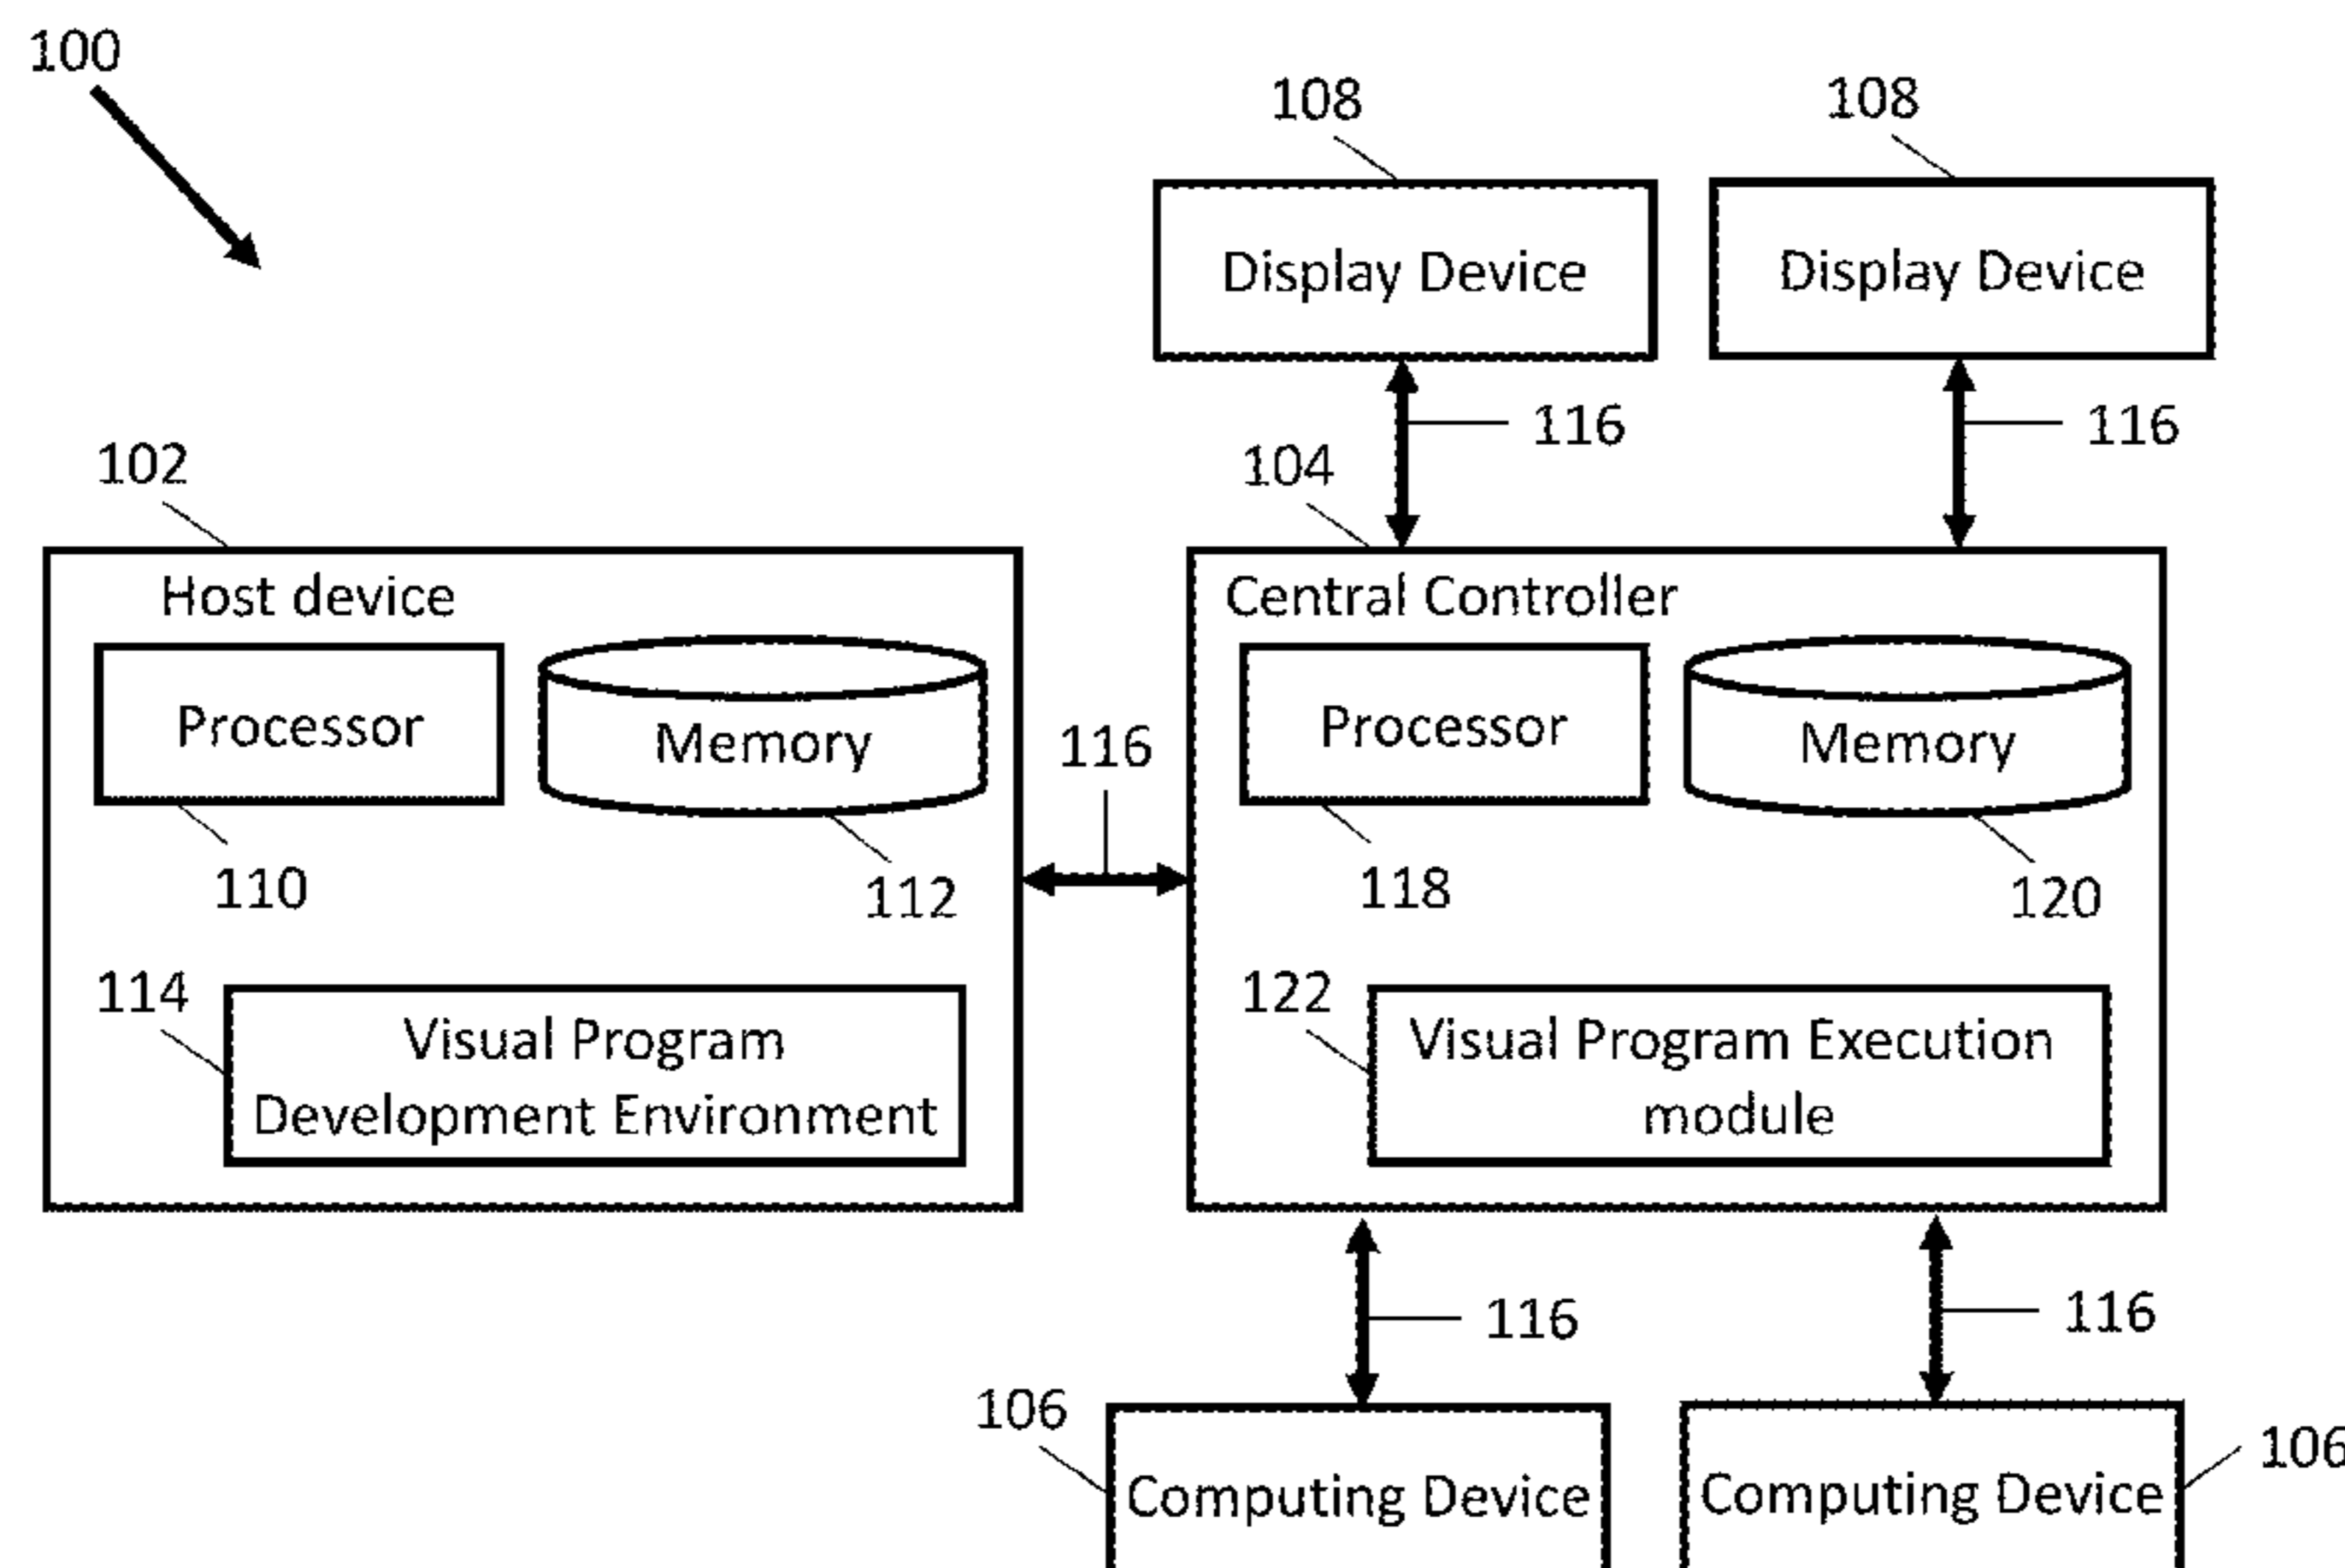 100
108
108
Display Device
Display Device
116
116
102
104
Host device
Central Controller
Processor
Memory
116
Processor
Memory
110
112
118
120
114
Visual Program
Development Environment
122
Visual Program Execution
module
116
116
106
106
Computing Device
Computing Device